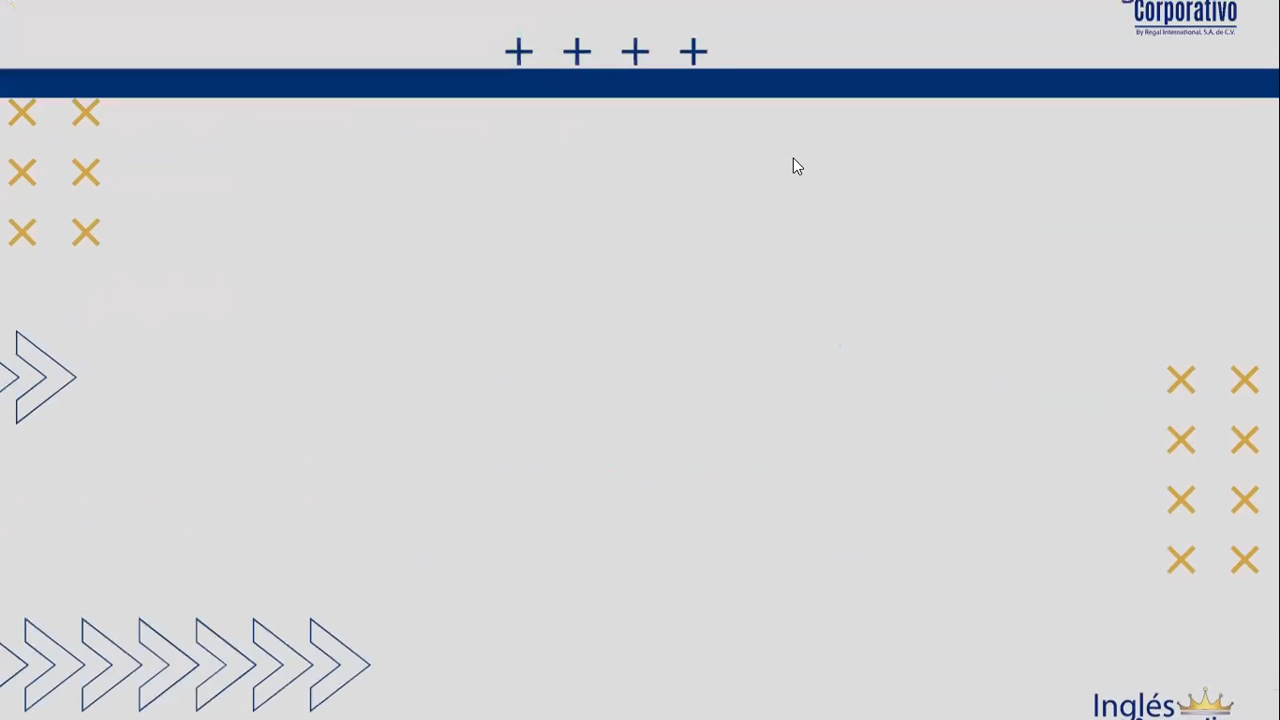 Corporativo
By Regal International, S.A. de C.V.
Inglés